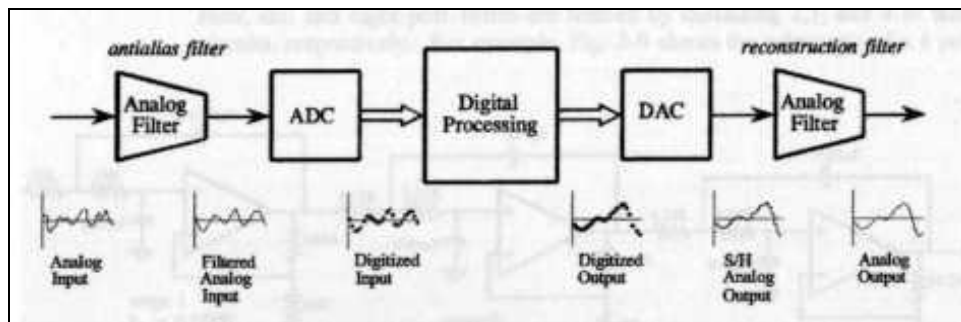 antialias filter
reconstruction filter
Analog
Filter
ADC
Digital
Processing
DAC
Analog
Filter
Analog
Input
Filtered
Analog
Input
Digitized
Input
Digitized
Output
S/H
Analog
Output
Analog
Output